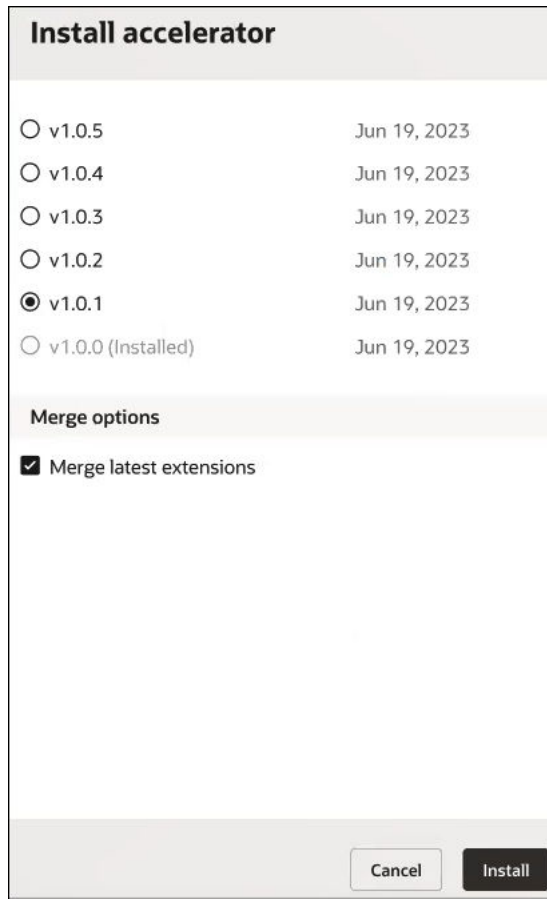 Install accelerator
v1.0.5 Jun 19, 2023
v1.0.4 Jun 19, 2023
v1.0.3 Jun 19, 2023
v1.0.2 Jun 19, 2023
v1.0.1 Jun 19, 2023
v1.0.0 (Installed) Jun 19, 2023
Merge options
Merge latest extensions
Cancel Install